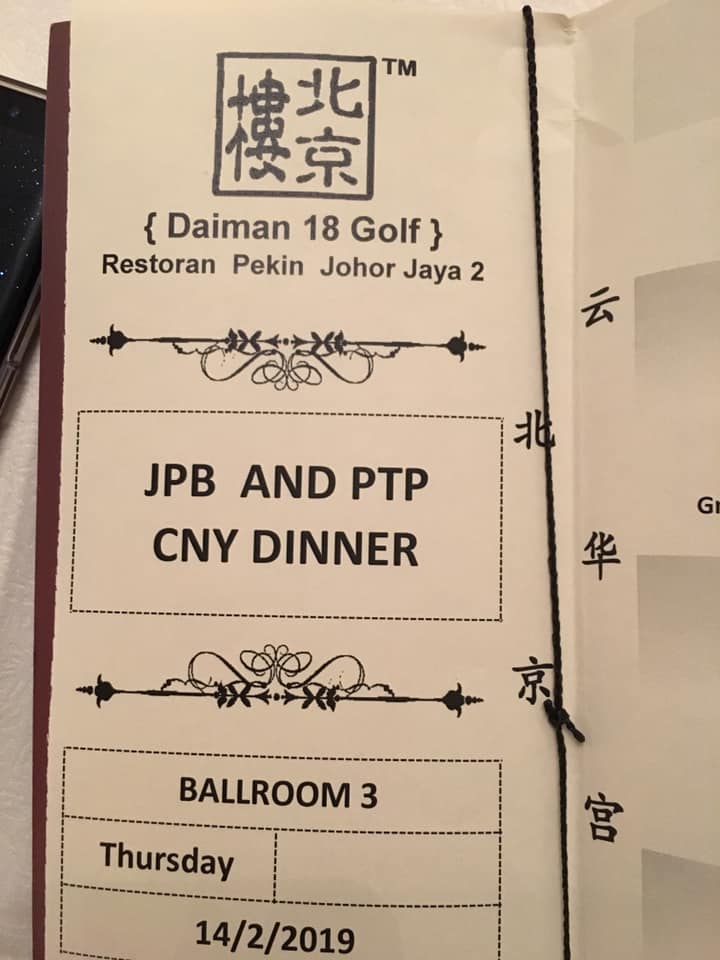 北京樓
TM
{ Daiman 18 Golf }
Restoran Pekin Johor Jaya 2
JPB AND PTP
CNY DINNER
BALLROOM 3
Thursday
14/2/2019
北京
云华宫